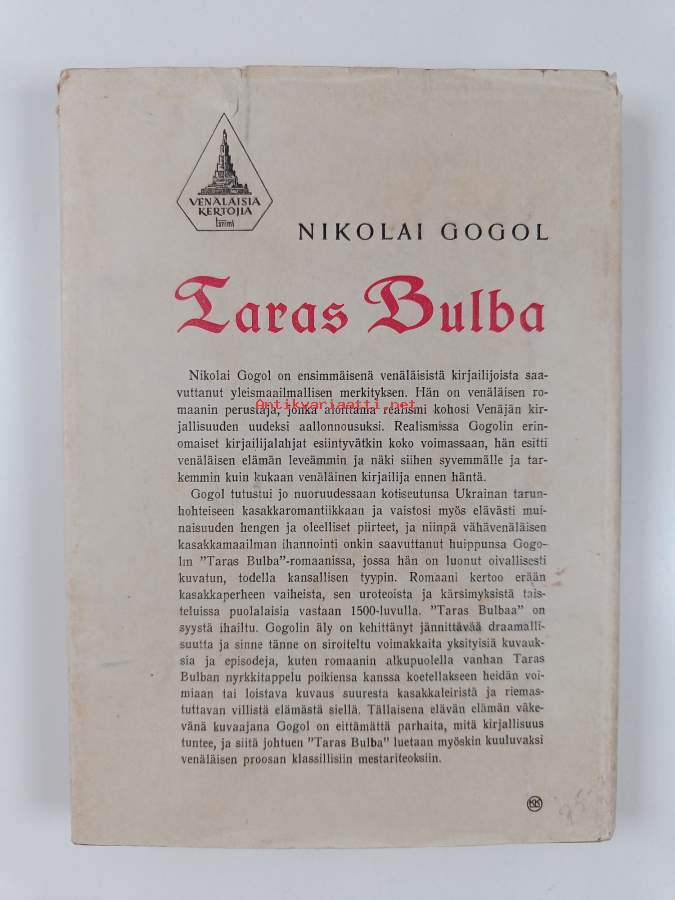 VENÄLÄISIÄ
KERTOJIA
tammi
NIKOLAI GOGOL
Taras Bulba
Nikolai Gogol on ensimmäisenä venäläisistä kirjailijoista saa-
vuttanut yleismaailmallisen merkityksen. Hän on venäläisen ro-
Antikvariaatti.net
maanin perustaja, jonka aloittama realismi kohosi Venäjän kir-
jallisuuden uudeksi aallonnousuksi. Realismissa Gogolin erin-
omaiset kirjailijalahjat esiintyvätkin koko voimassaan, hän esitti
venäläisen elämän leveämmin ja näki siihen syvemmälle ja tar-
kemmin kuin kukaan venäläinen kirjailija ennen häntä.
Gogol tutustui jo nuoruudessaan kotiseutunsa Ukrainan tarun-
hohteiseen kasakkaromantiikkaan ja vaistosi myös elävästi mui-
naisuuden hengen ja oleelliset piirteet, ja niinpä vähävenäläisen
kasakkamaailman ihannointi onkin saavuttanut huippunsa Gogo-
lin "Taras Bulba"-romaanissa, jossa hän on luonut oivallisesti
kuvatun, todella kansallisen tyypin. Romaani kertoo erään
kasakkaperheen vaiheista, sen uroteoista ja kärsimyksistä tais-
teluissa puolalaisia vastaan 1500-luvulla. "Taras Bulbaa" on
syystä ihailtu. Gogolin äly on kehittänyt jännittävää draamalli-
suutta ja sinne tänne on siroiteltu voimakkaita yksityisiä kuvauk-
sia ja episodeja, kuten romaanin alkupuolella vanhan Taras
Bulban nyrkkitappelu poikiensa kanssa koetellakseen heidän voi-
miaan tai loistava kuvaus suuresta kasakkaleiristä ja riemas-
tuttavan villistä elämästä siellä. Tällaisena elävän elämän väke-
vänä kuvaajana Gogol on eittämättä parhaita, mitä kirjallisuus
tuntee, ja siitä johtuen "Taras Bulba" luetaan myöskin kuuluvaksi
venäläisen proosan klassillisiin mestariteoksiin.